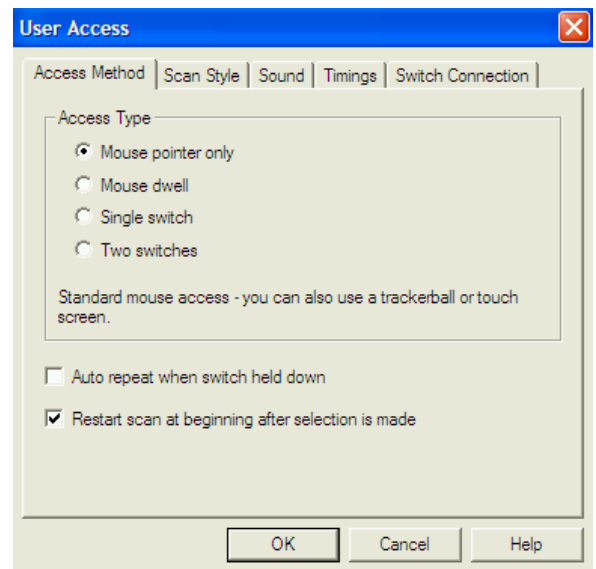 User Access
Access Method Scan Style Sound Timings Switch Connection
Access Type
Mouse pointer only
Mouse dwell
Single switch
Two switches
Standard mouse access - you can also use a trackerball or touch
screen.
Auto repeat when switch held down
Restart scan at beginning after selection is made
OK Cancel Help